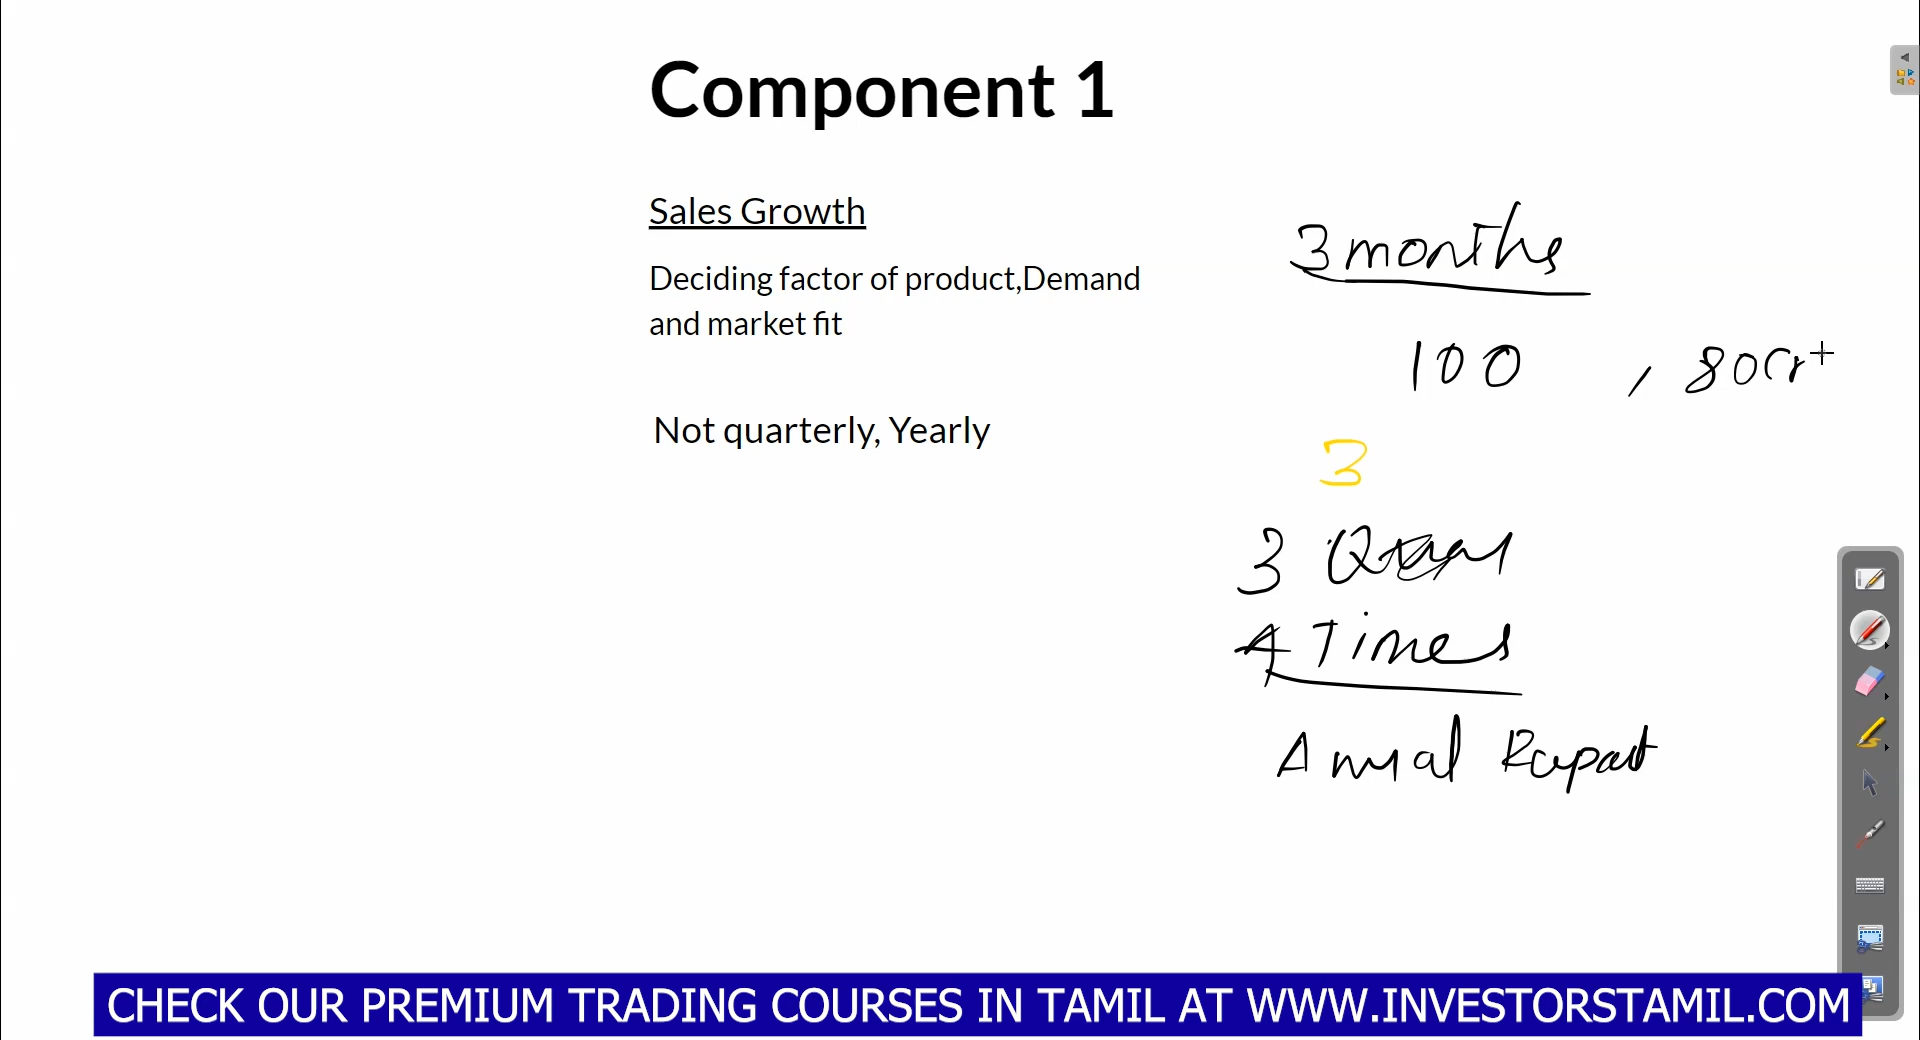 Component 1
Sales Growth
Deciding factor of product,Demand
and market fit
Not quarterly, Yearly
3 months
100 , 80Cr
3
3
4 Times
Annual Report
CHECK OUR PREMIUM TRADING COURSES IN TAMIL AT WWW.INVESTORSTAMIL.COM